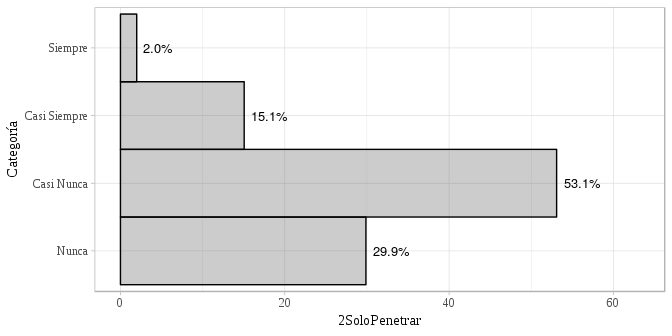 Siempre
2.0%
Casi Siempre
15.1%
Categoría
Casi Nunca
53.1%
Nunca
29.9%
0
20
40
60
2SoloPenetrar